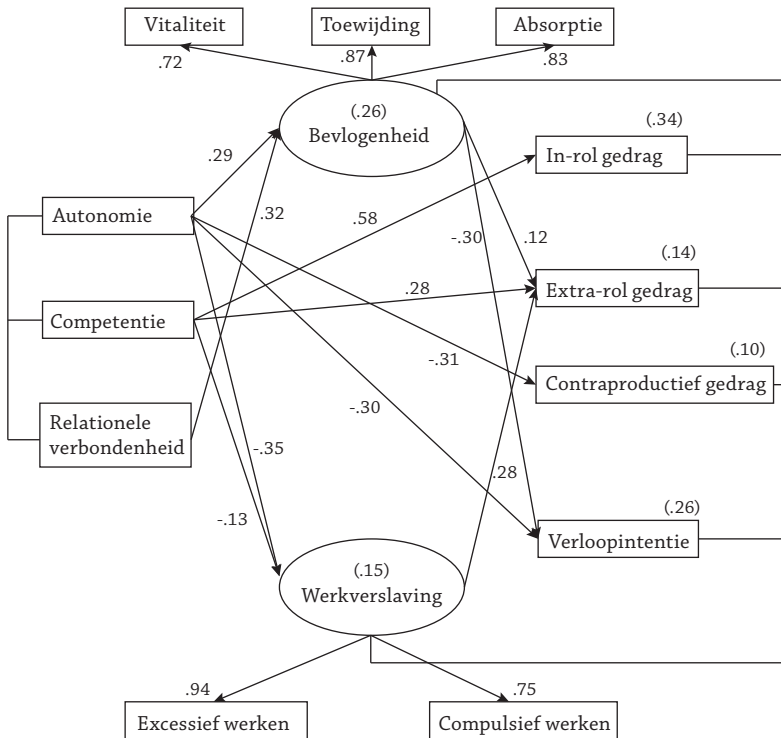 Vitaliteit
Toewijding
Absorptie
.72
.87
.83
(.26)
Bevlogenheid
(.34)
In-rol gedrag
.29
Autonomie
.32
.58
-.30
.12
(.14)
Extra-rol gedrag
.28
Competentie
-.31
(.10)
Contraproductief gedrag
-.30
Relationele
verbondenheid
-.35
.28
-.13
(.26)
Verloopintentie
(.15)
Werkverslaving
.94
.75
Excessief werken
Compulsief werken